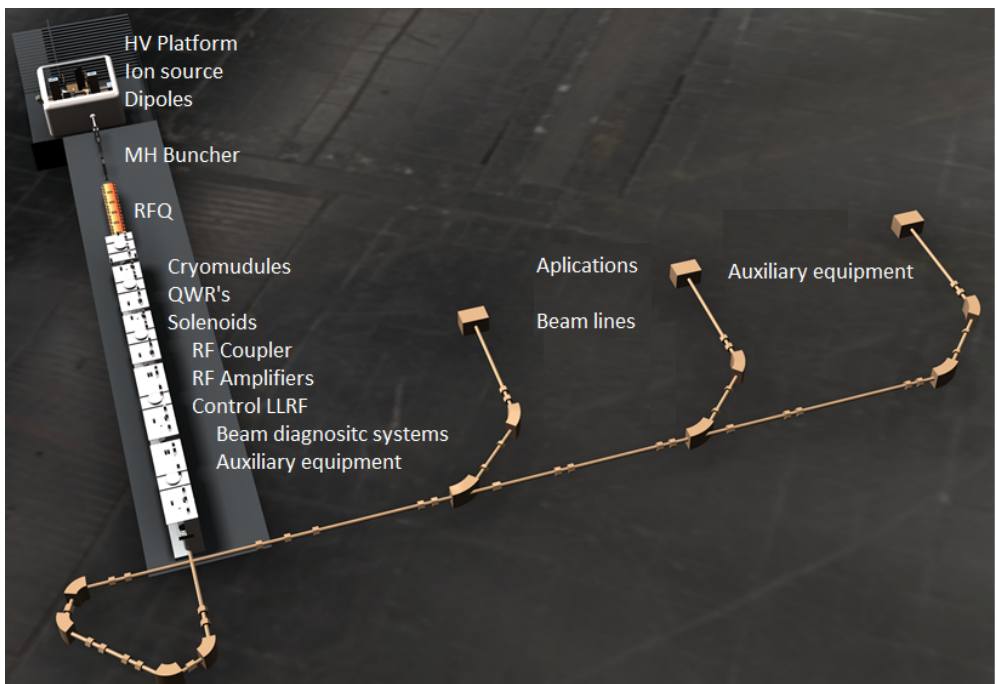 HV Platform
Ion source
Dipoles
MH Buncher
RFQ
Cryomudules
QWR's
Solenoids
RF Coupler
RF Amplifiers
Control LLRF
Beam diagnositc systems
Auxiliary equipment
Aplications
Beam lines
Auxiliary equipment